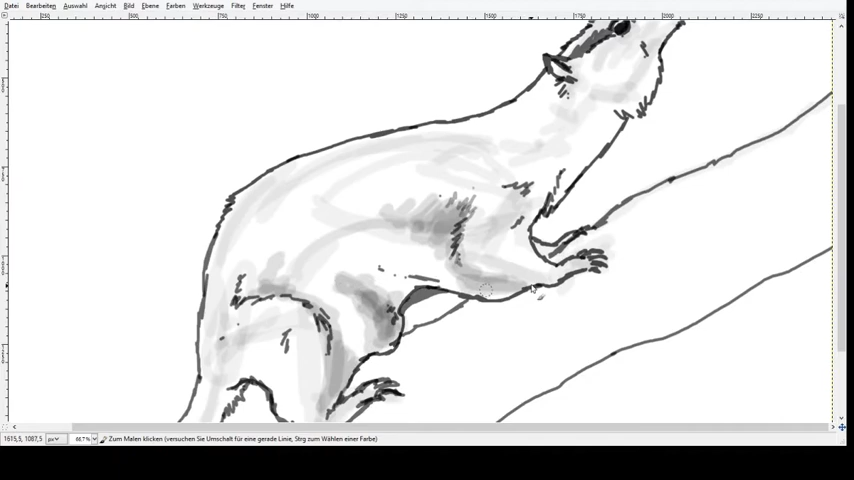 Datei Bearbeiten Auswahl Ansicht Bild Ebene Farben Werkzeuge Filter Fenster Hilfe
500 750 1000 1250 1500 1750 2000 2250
1615,5, 1087,5 px 66,7 % Zum Malen klicken (versuchen Sie Umschalt für eine gerade Linie, Strg zum Wählen einer Farbe)